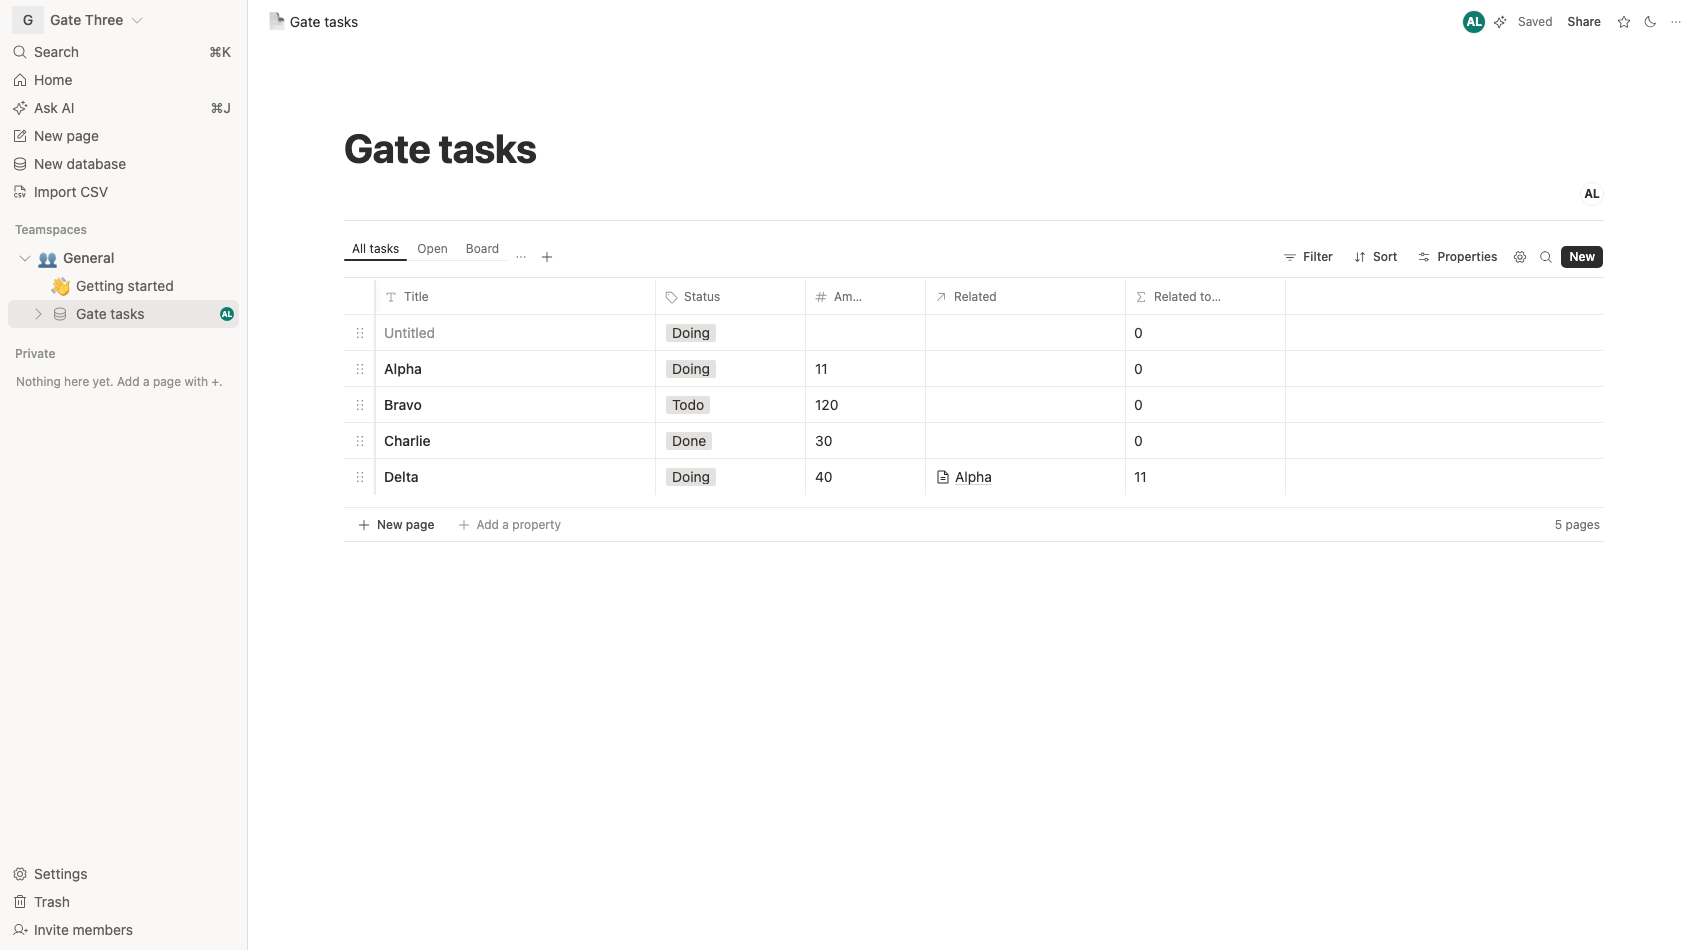 G Gate Three
Search ⌘K
Home
Ask AI ⌘J
New page
New database
Import CSV
Teamspaces
General
Getting started
Gate tasks AL
Private
Nothing here yet. Add a page with +.
Settings
Trash
Invite members
Gate tasks
AL Saved Share
Gate tasks
AL
All tasks Open Board
Filter Sort Properties New
Title Status Am... Related Related to...
Untitled Doing 0
Alpha Doing 11 0
Bravo Todo 120 0
Charlie Done 30 0
Delta Doing 40 Alpha 11
New page Add a property 5 pages